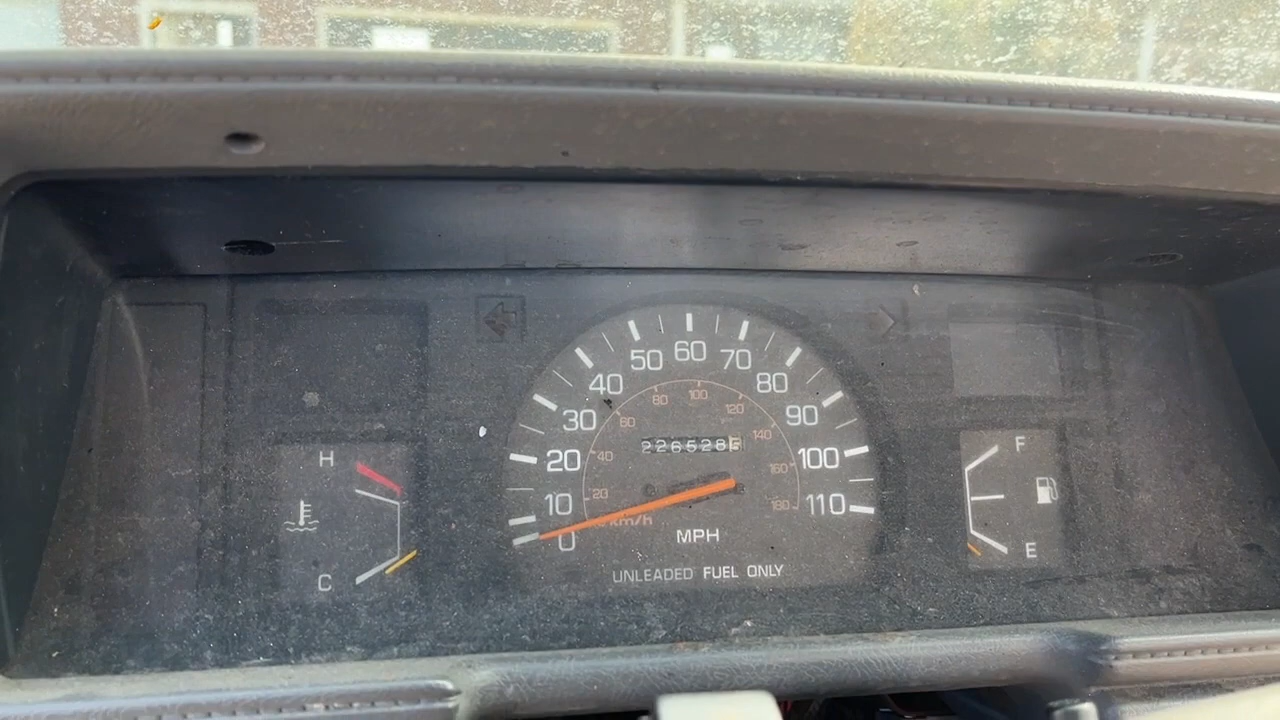 50 60 70
40 80
80 100 120
30 60 90
226528
140
H
20 40 160 100
F
10 20 180 110
km/h
0
MPH
E
C
UNLEADED FUEL ONLY